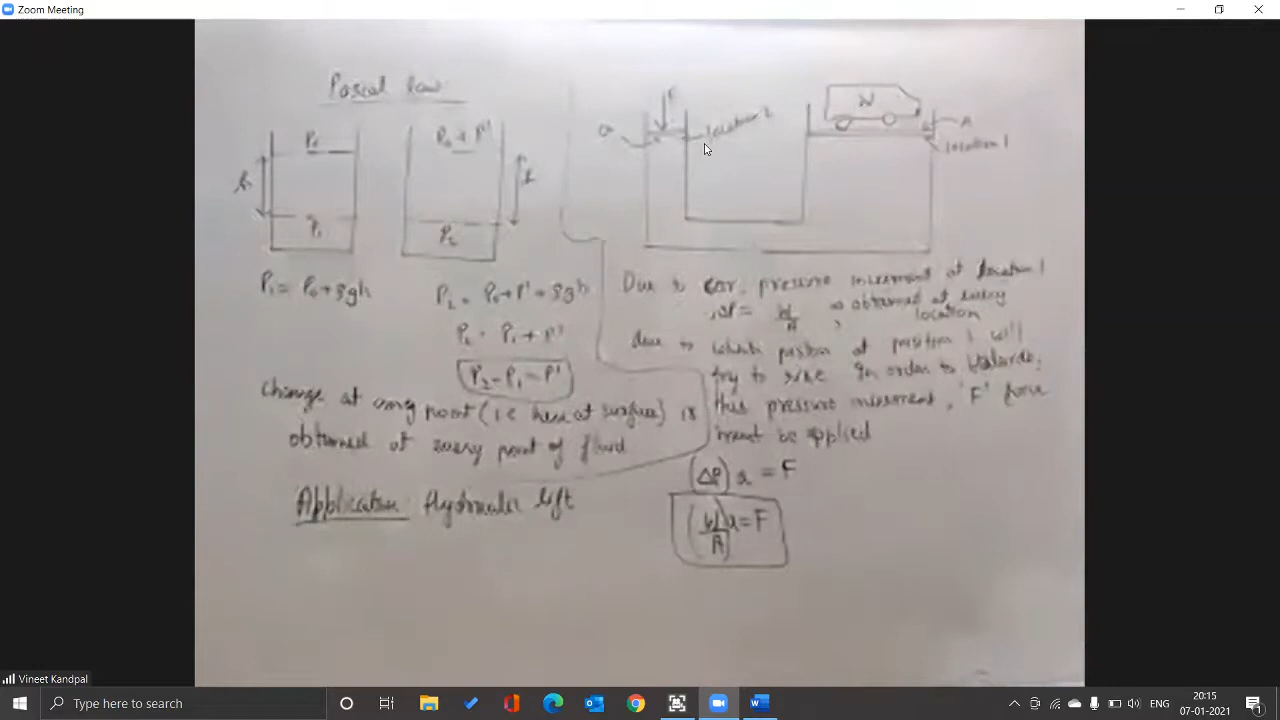 Zoom Meeting
Pascal law
P₀
h
P₁
P₀ + P'
h
P₂
P₁ = P₀ + ρgh
P₂ = P₀ + P' + ρgh
P₂ = P₁ + P'
P₂ - P₁ = P'
Change at any point (i.e here at surface) is
obtained at every point of fluid
Application: Hydraulic lift
F
a
location 2
W
A
location 1
Due to car, pressure increment at location 1
, ΔP = W/A , is obtained at every
location
due to which piston at position 2 will
try to rise In order to
this pressure increment, 'F' force
must be applied
(ΔP) a = F
(W/A) a = F
Vineet Kandpal
Type here to search
ENG
20:15
07-01-2021